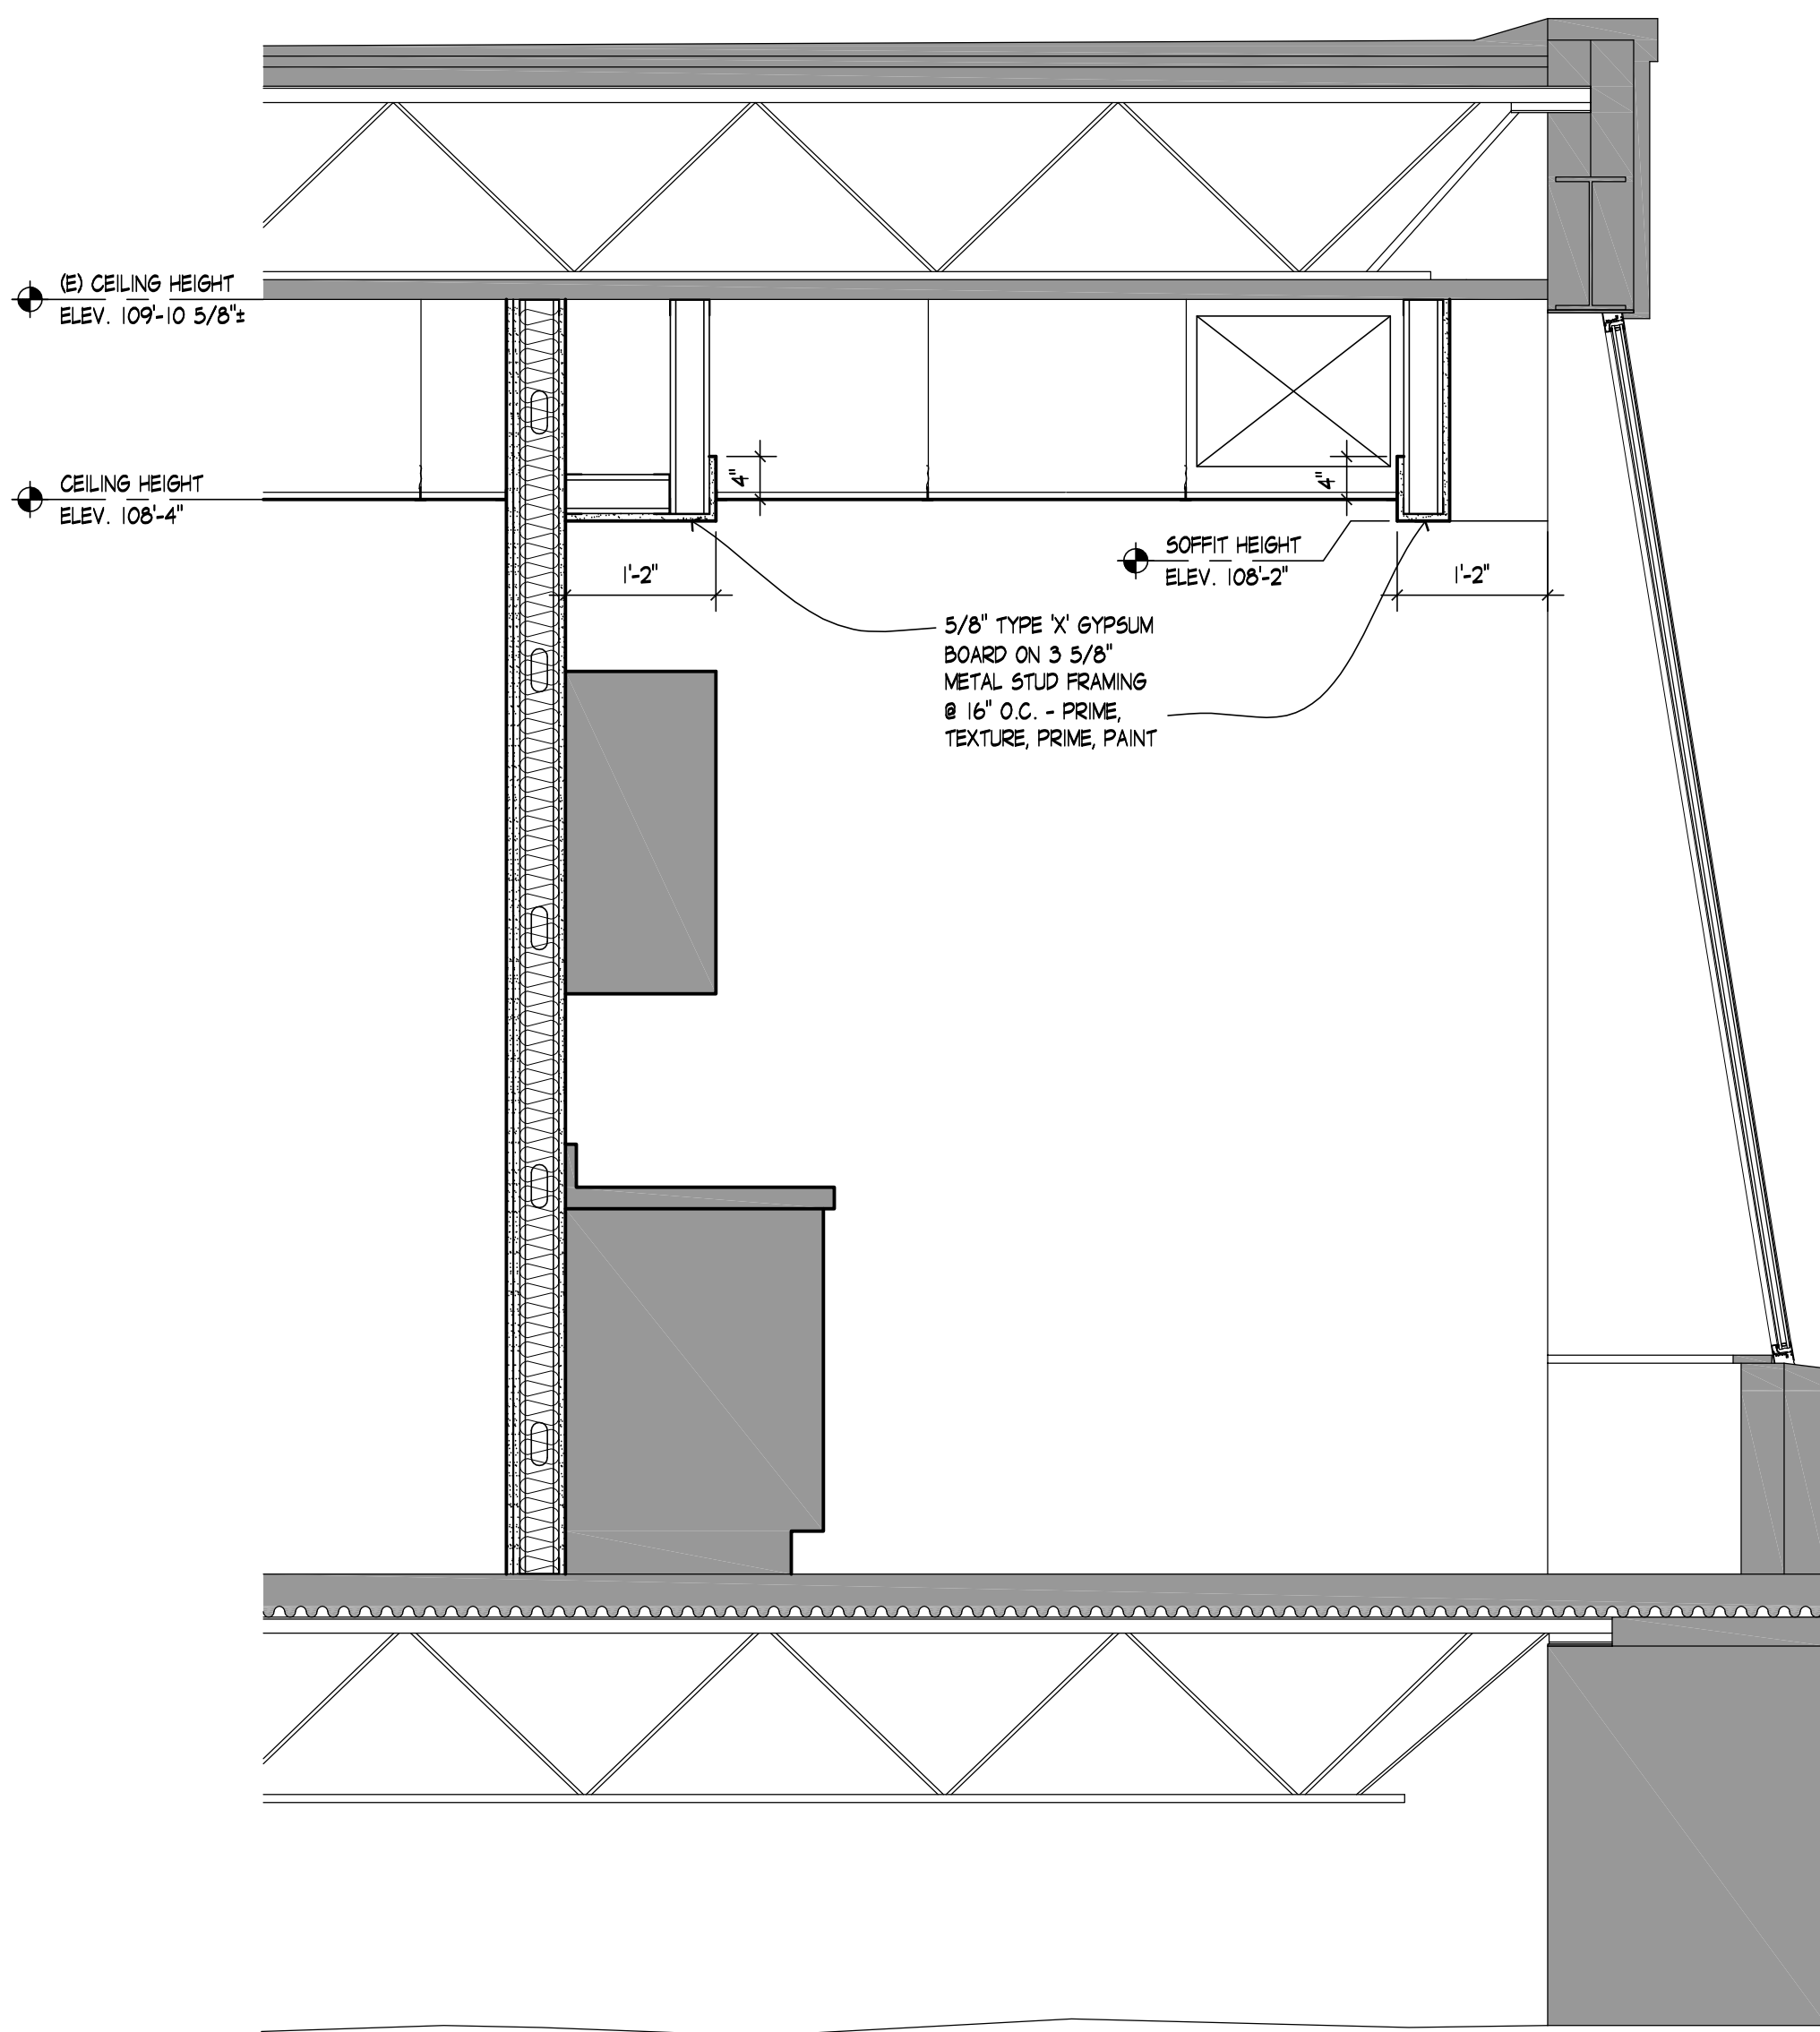 (E) CEILING HEIGHT
ELEV. 109'-10 5/8"±
CEILING HEIGHT
ELEV. 108'-4"
4"
4"
SOFFIT HEIGHT
ELEV. 108'-2"
1'-2"
1'-2"
5/8" TYPE 'X' GYPSUM
BOARD ON 3 5/8"
METAL STUD FRAMING
@ 16" O.C. - PRIME,
TEXTURE, PRIME, PAINT